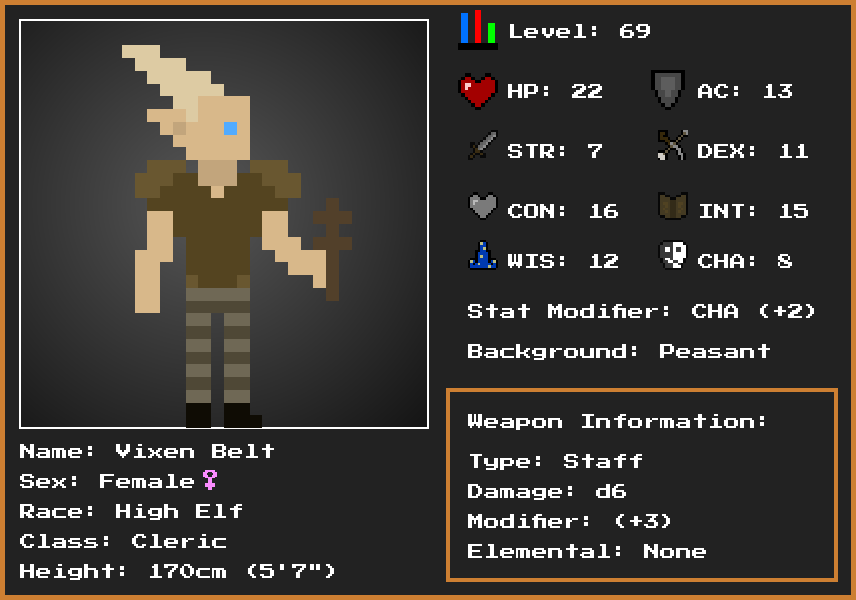 Level: 69
HP: 22
AC: 13
STR: 7
DEX: 11
CON: 16
INT: 15
WIS: 12
CHA: 8
Stat Modifier: CHA (+2)
Background: Peasant
Weapon Information:
Type: Staff
Damage: d6
Modifier: (+3)
Elemental: None
Name: Vixen Belt
Sex: Female♀
Race: High Elf
Class: Cleric
Height: 170cm (5'7")